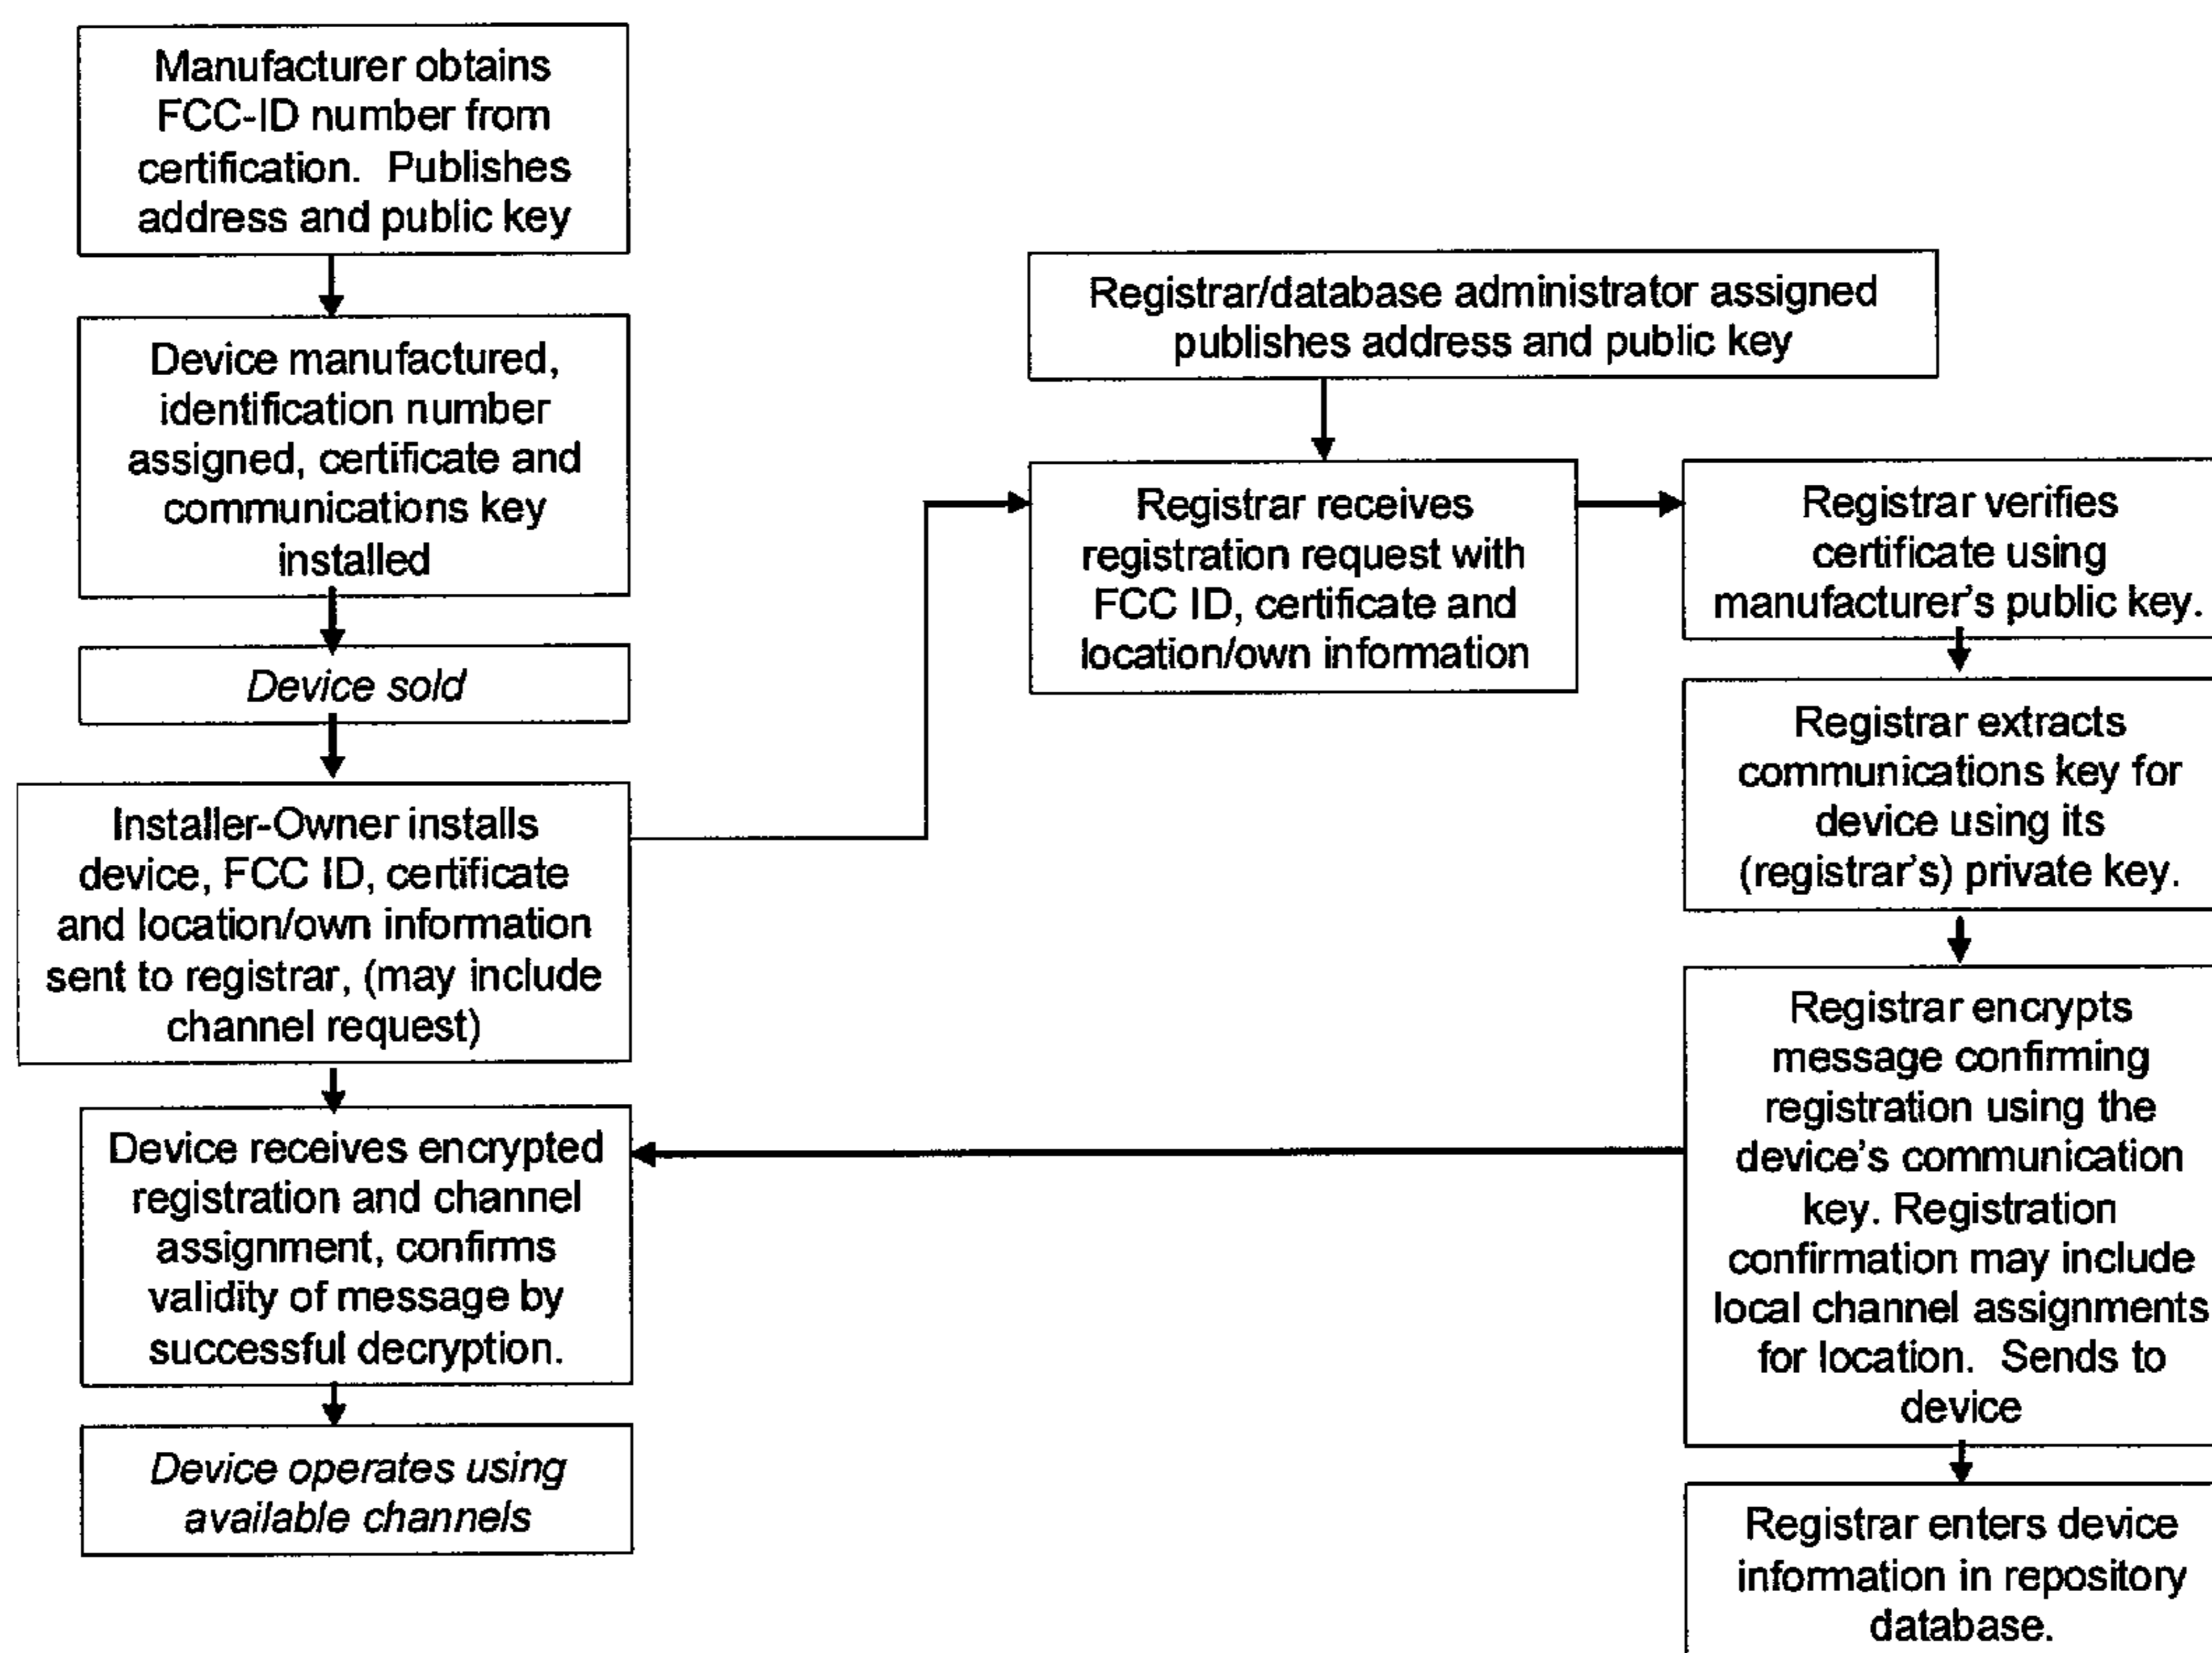 Manufacturer obtains
FCC-ID number from
certification. Publishes
address and public key
Device manufactured,
identification number
assigned, certificate and
communications key
installed
Device sold
Installer-Owner installs
device, FCC ID, certificate
and location/own information
sent to registrar, (may include
channel request)
Device receives encrypted
registration and channel
assignment, confirms
validity of message by
successful decryption.
Device operates using
available channels
Registrar/database administrator assigned
publishes address and public key
Registrar receives
registration request with
FCC ID, certificate and
location/own information
Registrar verifies
certificate using
manufacturer's public key.
Registrar extracts
communications key for
device using its
(registrar's) private key.
Registrar encrypts
message confirming
registration using the
device's communication
key. Registration
confirmation may include
local channel assignments
for location. Sends to
device
Registrar enters device
information in repository
database.